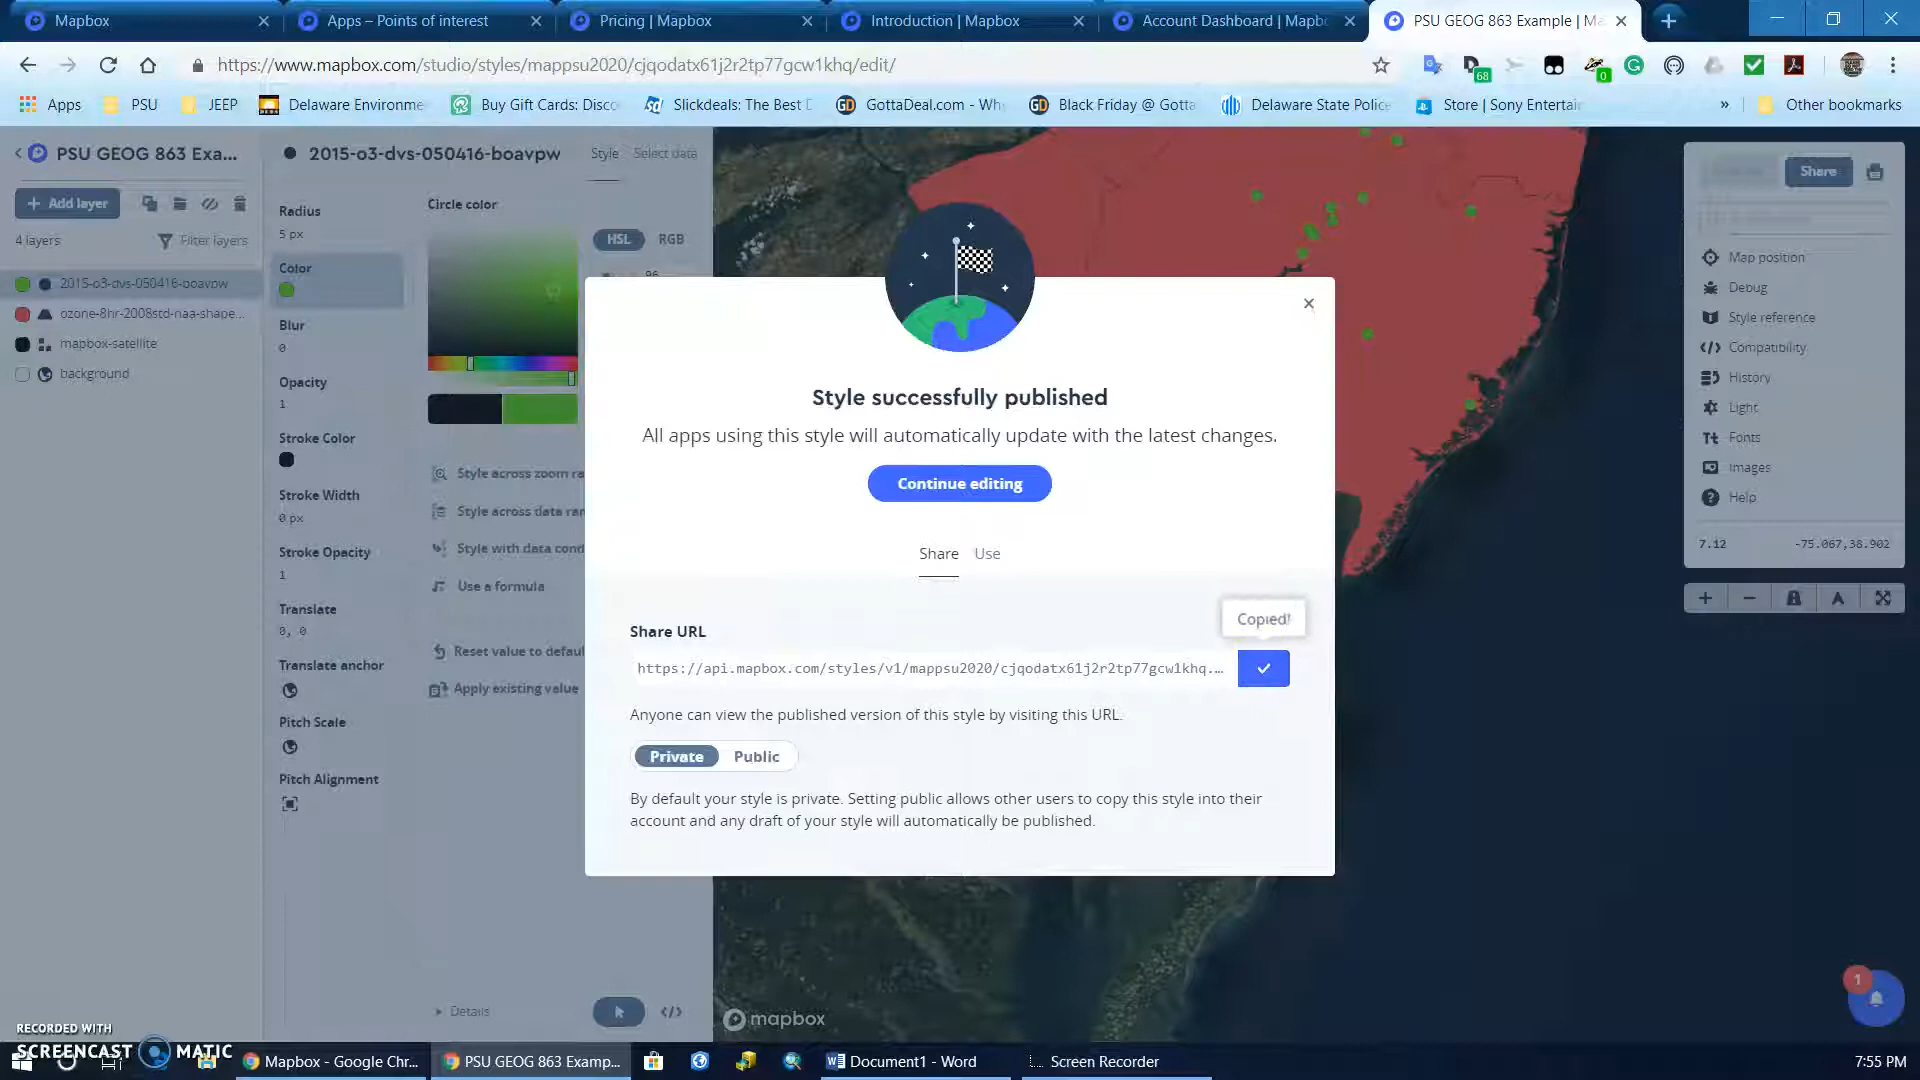 Mapbox
Apps – Points of interest
Pricing | Mapbox
Introduction | Mapbox
Account Dashboard | Mapbo
PSU GEOG 863 Example | Ma
https://www.mapbox.com/studio/styles/mappsu2020/cjqodatx61j2r2tp77gcw1khq/edit/
68
0
Apps
PSU
JEEP
Delaware Environme
Buy Gift Cards: Disco
Slickdeals: The Best D
GottaDeal.com - Wh
Black Friday @ Gotta
Delaware State Police
Store | Sony Entertai
»
Other bookmarks
PSU GEOG 863 Exa...
Add layer
4 layers
Filter layers
2015-o3-dvs-050416-boavpw
ozone-8hr-2008std-naa-shape...
mapbox-satellite
background
2015-o3-dvs-050416-boavpw
Style
Select data
Radius
5 px
Color
Blur
0
Opacity
1
Stroke Color
Stroke Width
0 px
Stroke Opacity
1
Translate
0, 0
Translate anchor
Pitch Scale
Pitch Alignment
Circle color
HSL
RGB
96
Style across zoom ra
Style across data ran
Style with data cond
Use a formula
Reset value to defaul
Apply existing value
Details
Style successfully published
All apps using this style will automatically update with the latest changes.
Continue editing
Share
Use
Copied!
Share URL
https://api.mapbox.com/styles/v1/mappsu2020/cjqodatx61j2r2tp77gcw1khq....
Anyone can view the published version of this style by visiting this URL.
Private
Public
By default your style is private. Setting public allows other users to copy this style into their
account and any draft of your style will automatically be published.
Share
Map position
Debug
Style reference
Compatibility
History
Light
Fonts
Images
Help
7.12
-75.067,38.902
1
mapbox
RECORDED WITH
SCREENCAST MATIC
Mapbox - Google Chr...
PSU GEOG 863 Examp...
Document1 - Word
Screen Recorder
7:55 PM